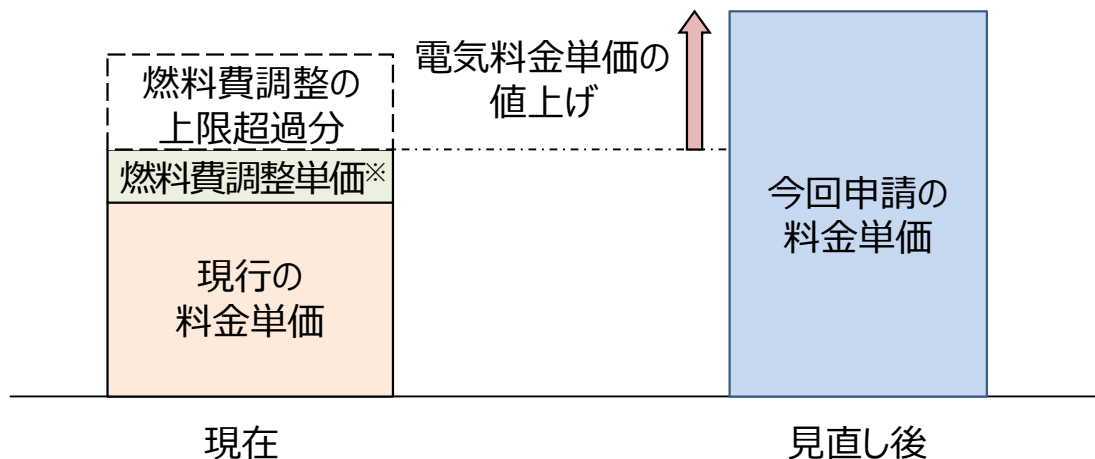 燃料費調整の
上限超過分
燃料費調整単価※
現行の
料金単価
電気料金単価の
値上げ
今回申請の
料金単価
現在
見直し後